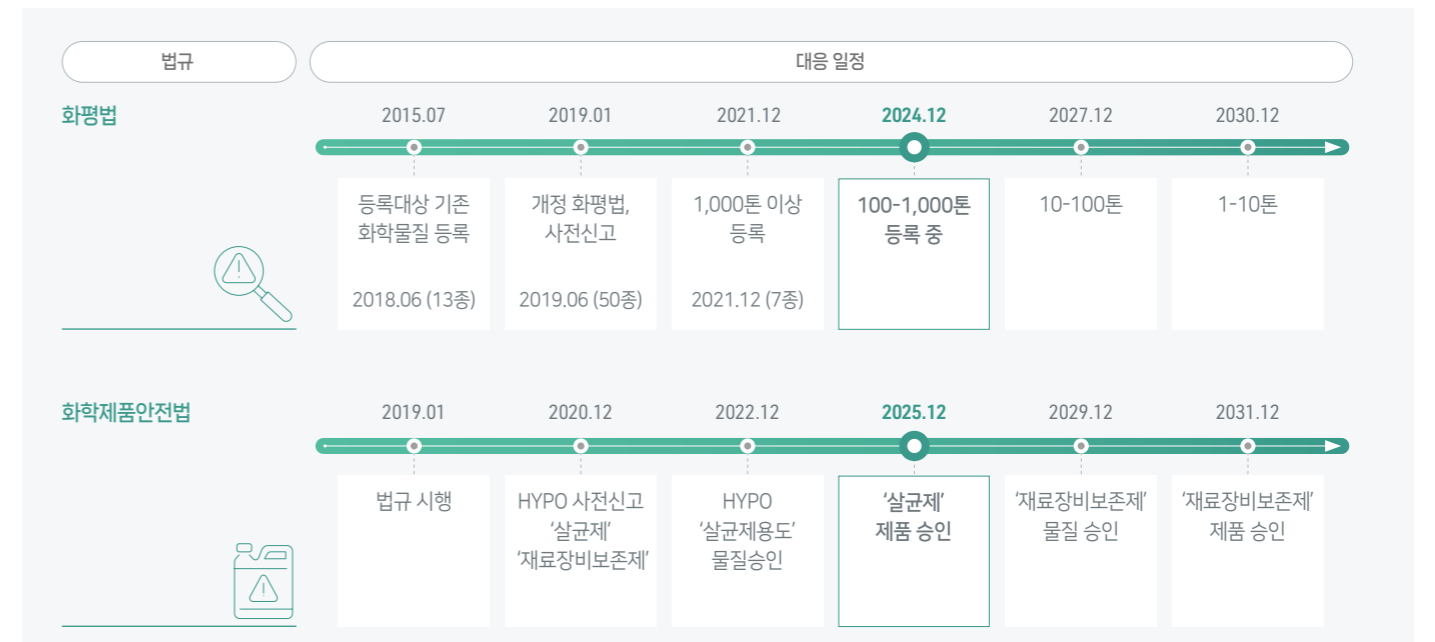 법규
대응 일정
화평법
2015.07
2019.01
2021.12
2024.12
2027.12
2030.12
등록대상 기존
화학물질 등록
2018.06 (13종)
개정 화평법,
사전신고
2019.06 (50종)
1,000톤 이상
등록
2021.12 (7종)
100-1,000톤
등록 중
10-100톤
1-10톤
화학제품안전법
2019.01
2020.12
2022.12
2025.12
2029.12
2031.12
법규 시행
HYPO 사전신고
‘살균제’
‘재료장비보존제’
HYPO
‘살균제용도’
물질승인
‘살균제’
제품 승인
‘재료장비보존제’
물질 승인
‘재료장비보존제’
제품 승인